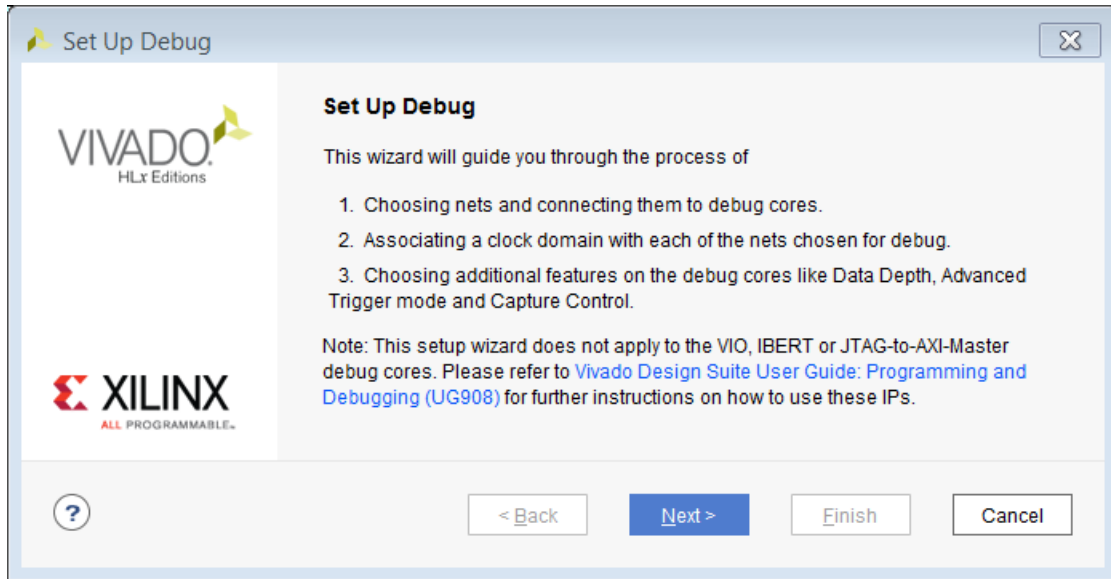 Set Up Debug
VIVADO.
HLx Editions
Set Up Debug
This wizard will guide you through the process of
1. Choosing nets and connecting them to debug cores.
2. Associating a clock domain with each of the nets chosen for debug.
3. Choosing additional features on the debug cores like Data Depth, Advanced
Trigger mode and Capture Control.
Note: This setup wizard does not apply to the VIO, IBERT or JTAG-to-AXI-Master
debug cores. Please refer to Vivado Design Suite User Guide: Programming and
Debugging (UG908) for further instructions on how to use these IPs.
XILINX
ALL PROGRAMMABLE™
?
< Back
Next >
Finish
Cancel